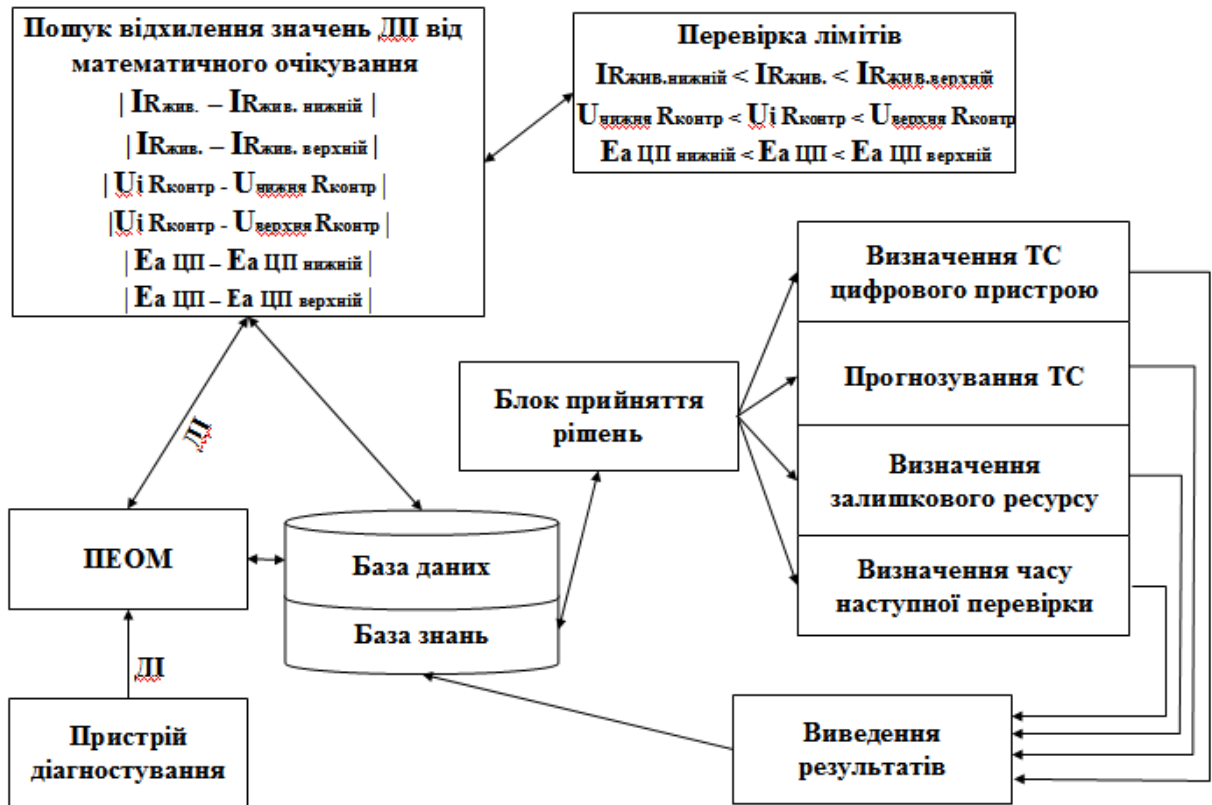 Пошук відхилення значень ДП від
математичного очікування
| IRжив. – IRжив. нижній |
| IRжив. – IRжив. верхній |
| Ui Rконтр - Uнижня Rконтр |
|Ui Rконтр - Uверхня Rконтр |
| Ea ЦП – Ea ЦП нижній |
| Ea ЦП – Ea ЦП верхній |
Перевірка лімітів
IRжив.нижній < IRжив. < IRжив.верхній
Uнижня Rконтр < Ui Rконтр < Uверхня Rконтр
Ea ЦП нижній < Ea ЦП < Ea ЦП верхній
Визначення ТС
цифрового пристрою
Прогнозування ТС
Визначення
залишкового ресурсу
Визначення часу
наступної перевірки
Блок прийняття
рішень
ДІ
ПЕОМ
База даних
База знань
ДІ
Пристрій
діагностування
Виведення
результатів